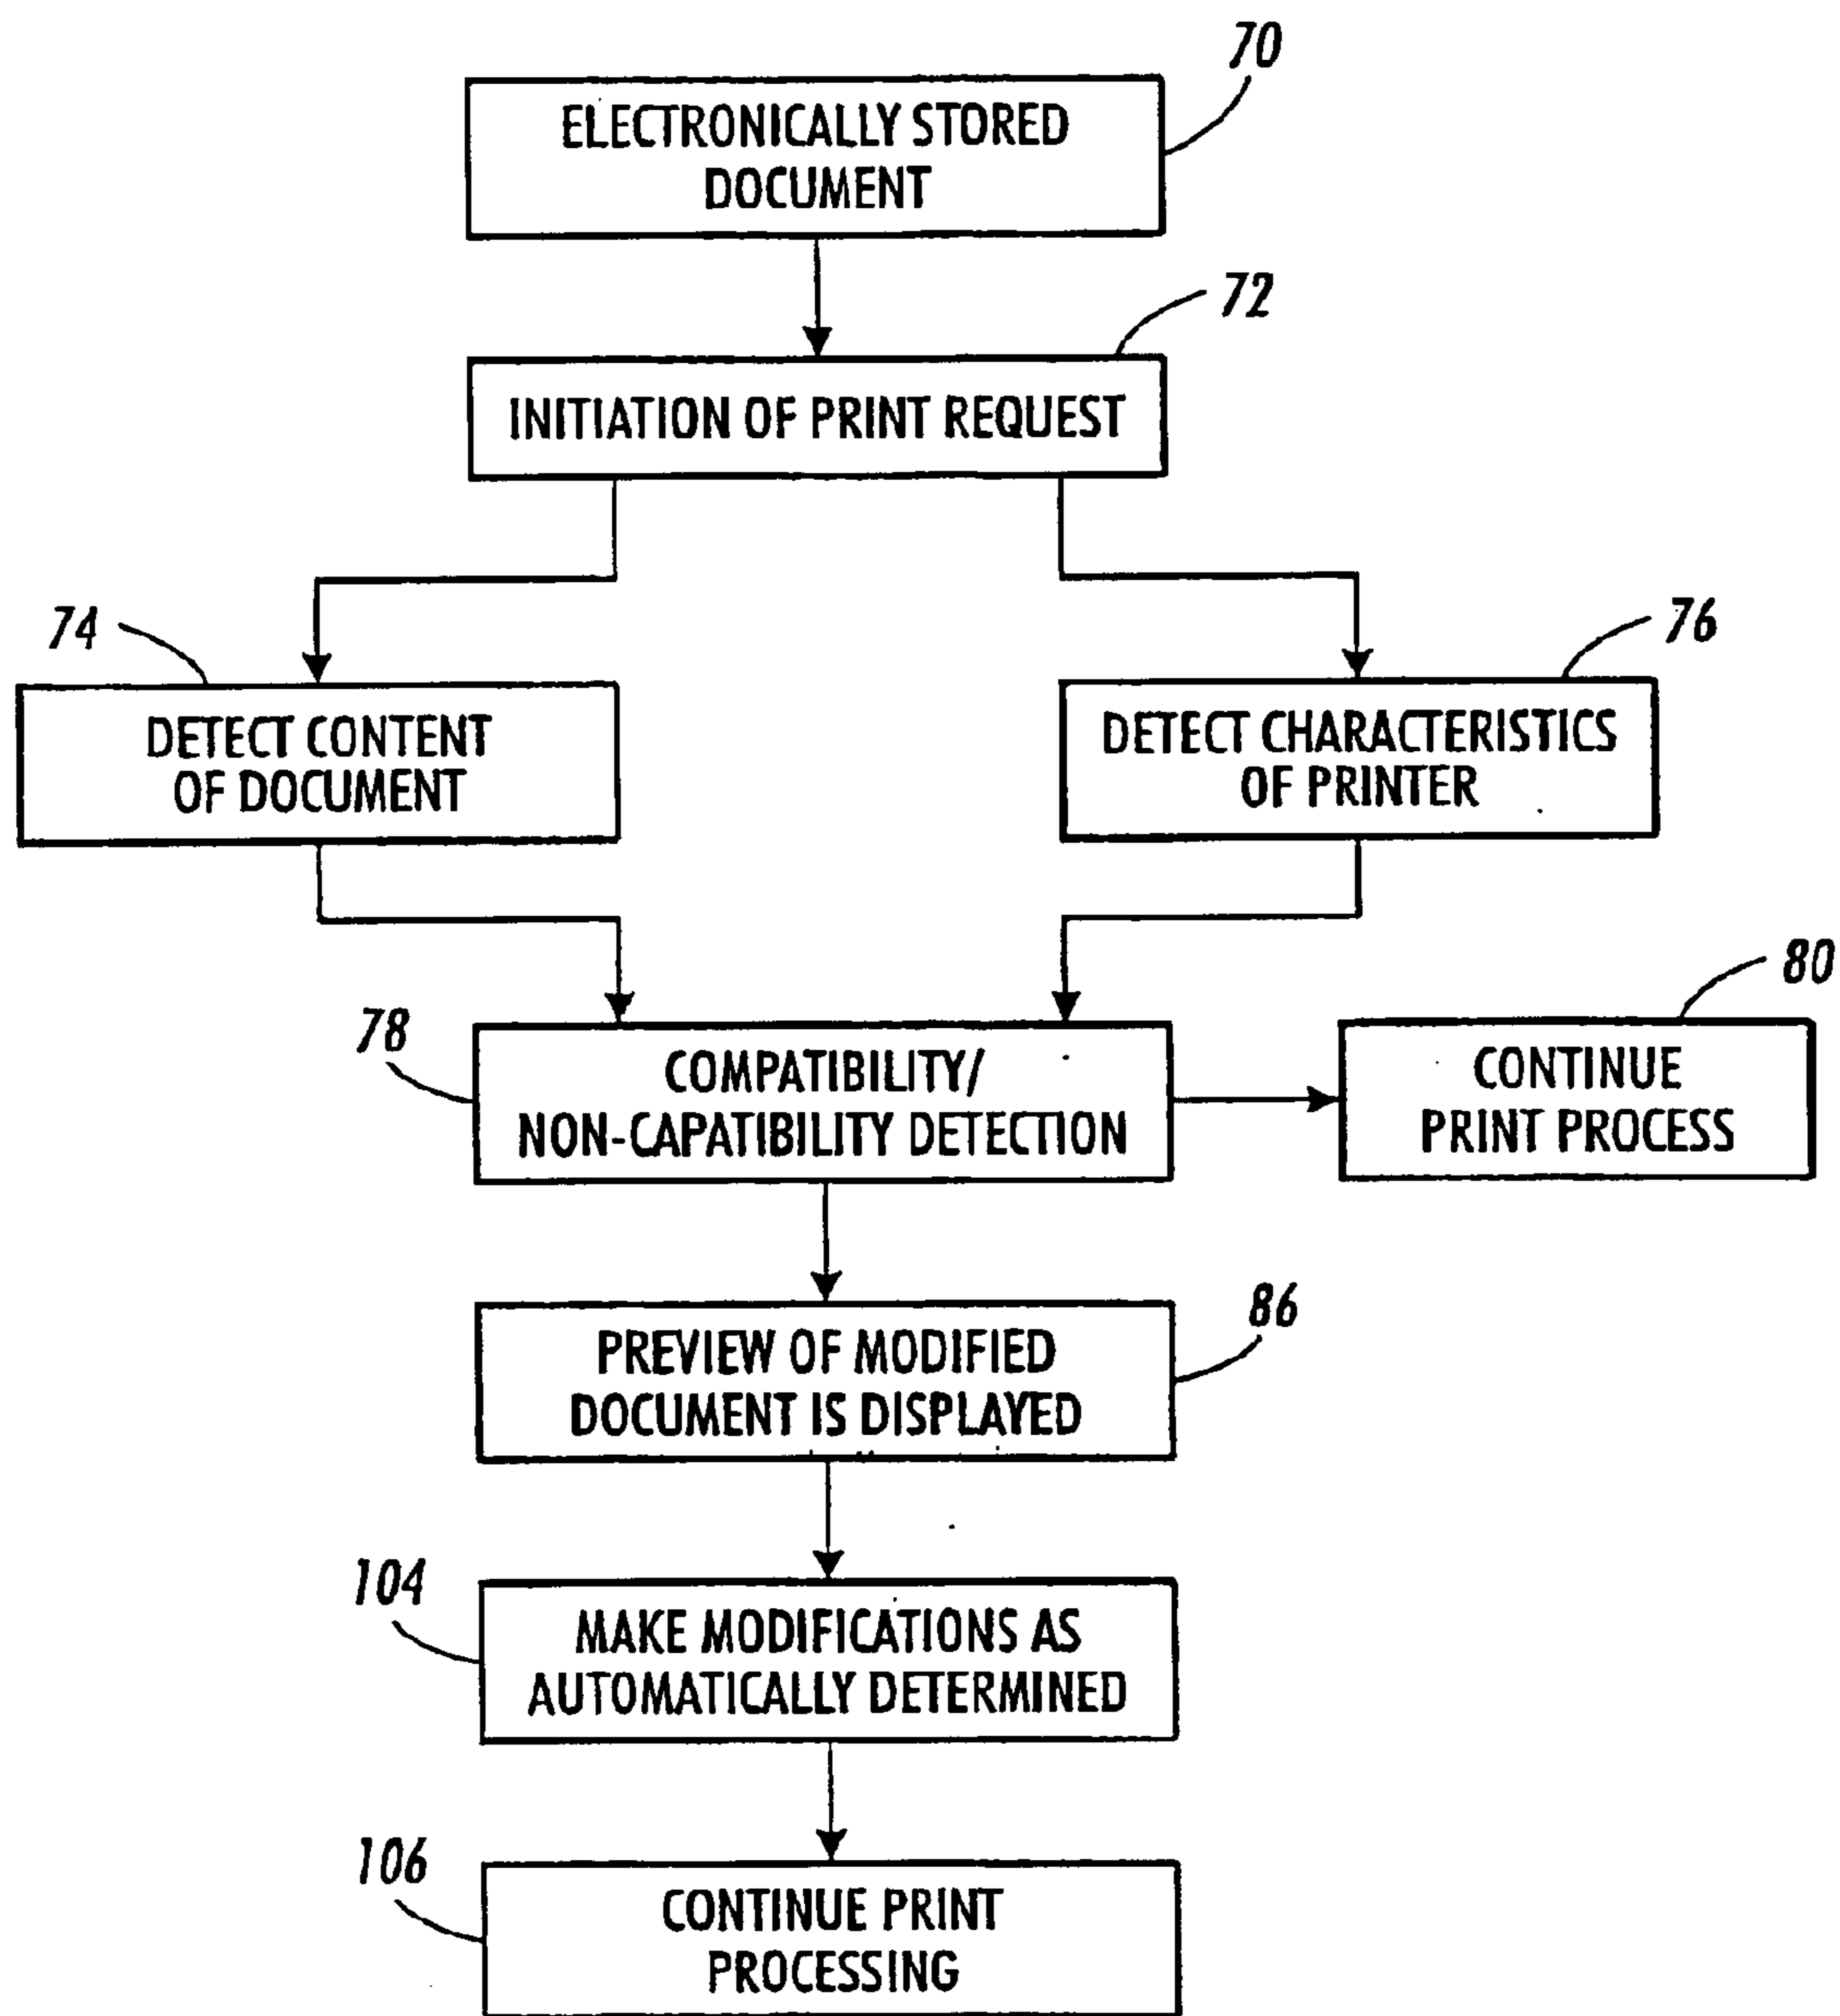 70
ELECTRONICALLY STORED
DOCUMENT
72
INITIATION OF PRINT REQUEST
74
DETECT CONTENT
OF DOCUMENT
76
DETECT CHARACTERISTICS
OF PRINTER
78
COMPATIBILITY/
NON-CAPATIBILITY DETECTION
80
CONTINUE
PRINT PROCESS
86
PREVIEW OF MODIFIED
DOCUMENT IS DISPLAYED
104
MAKE MODIFICATIONS AS
AUTOMATICALLY DETERMINED
106
CONTINUE PRINT
PROCESSING